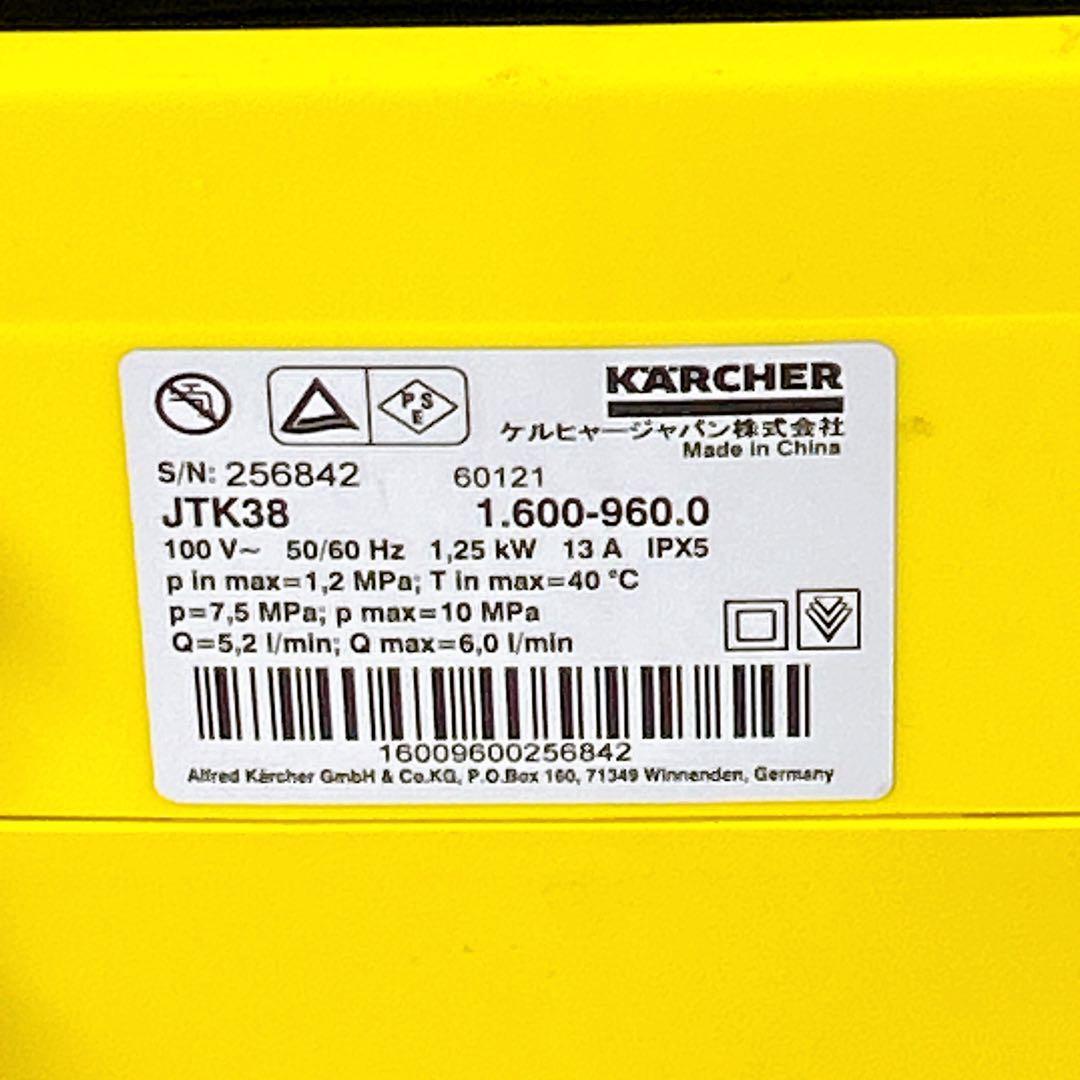 KÄRCHER
PSE
ケルヒャージャパン株式会社
Made in China
S/N: 256842 60121
JTK38 1.600-960.0
100 V~ 50/60 Hz 1,25 kW 13 A IPX5
p in max=1,2 MPa; T in max=40 °C
p=7,5 MPa; p max=10 MPa
Q=5,2 l/min; Q max=6,0 l/min
16009600256842
Alfred Kärcher GmbH & Co.KG, P.O.Box 160, 71349 Winnenden, Germany